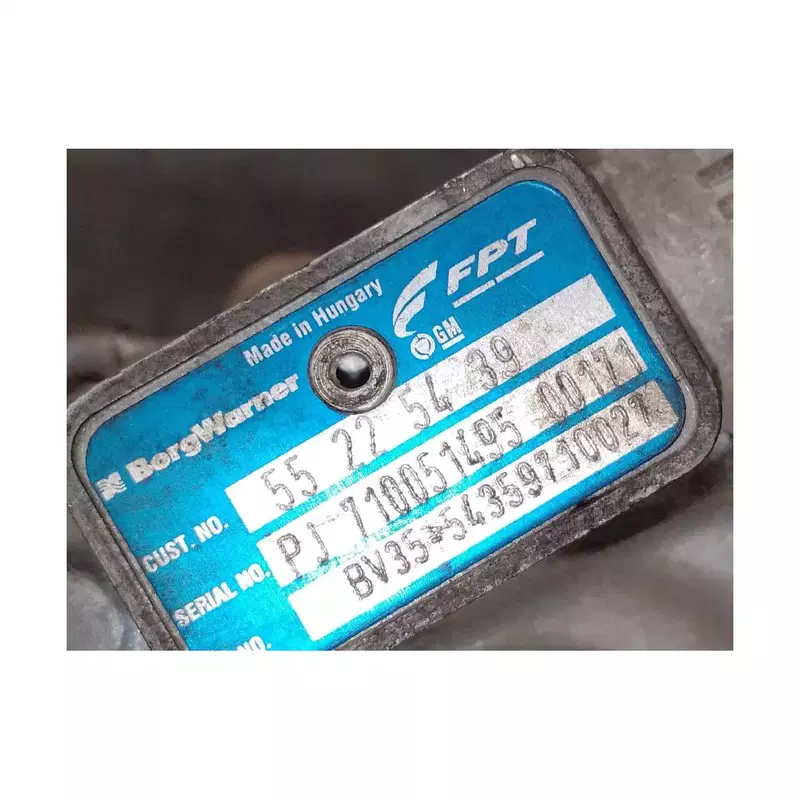 FPT
GM
Made in Hungary
BorgWarner
CUST. NO. 55 22 54 39
SERIAL NO. PJ 710051495 00171
NO. BV35*54359710027